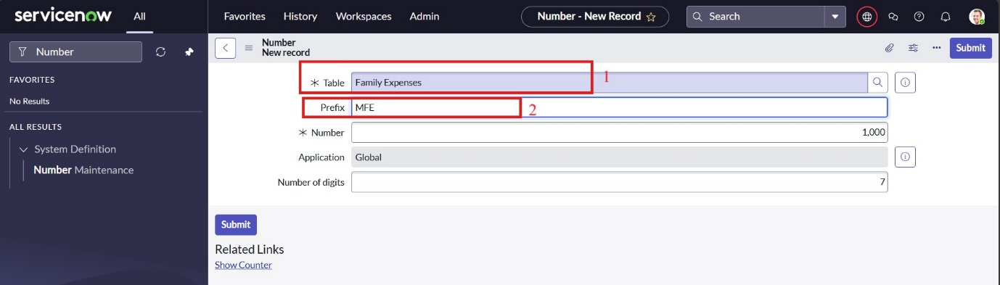 servicenow All Favorites History Workspaces Admin Number - New Record Search
Number
Number
New record
Submit
FAVORITES
No Results
ALL RESULTS
System Definition
Number Maintenance
* Table Family Expenses 1
Prefix MFE 2
* Number 1,000
Application Global
Number of digits 7
Submit
Related Links
Show Counter